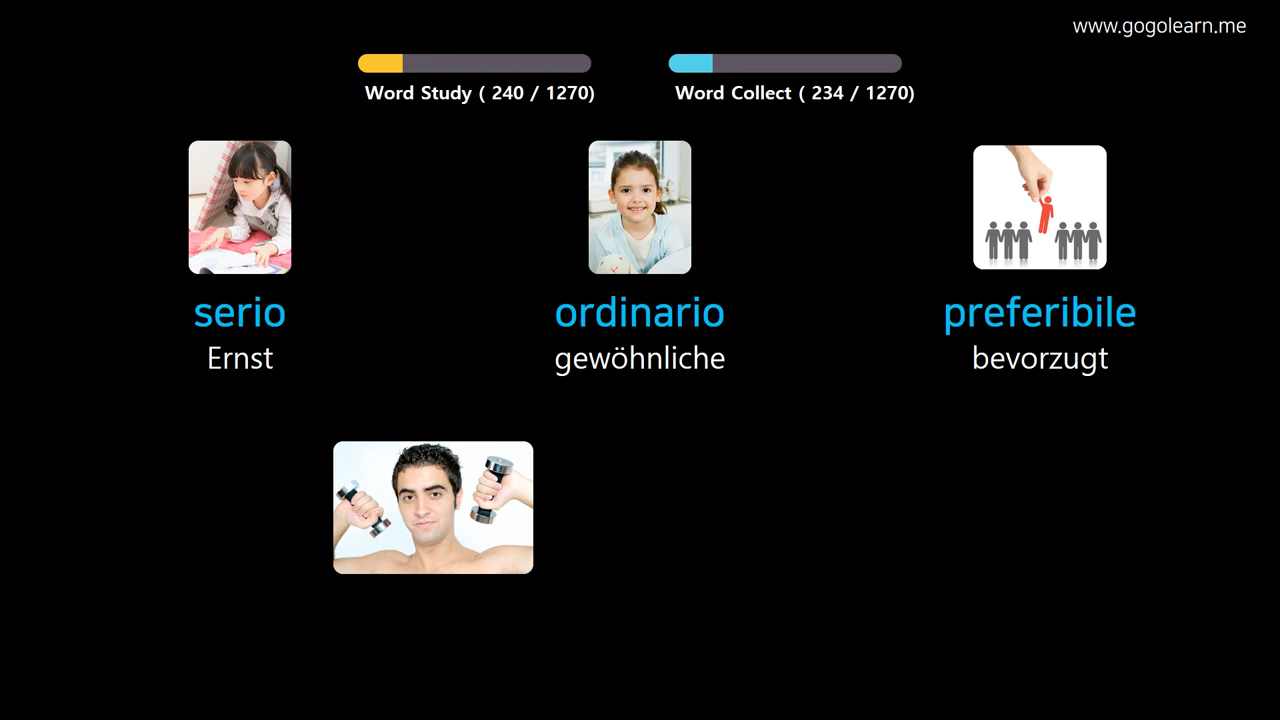 www.gogolearn.me
Word Study ( 240 / 1270)
Word Collect ( 234 / 1270)
serio
Ernst
ordinario
gewöhnliche
preferibile
bevorzugt